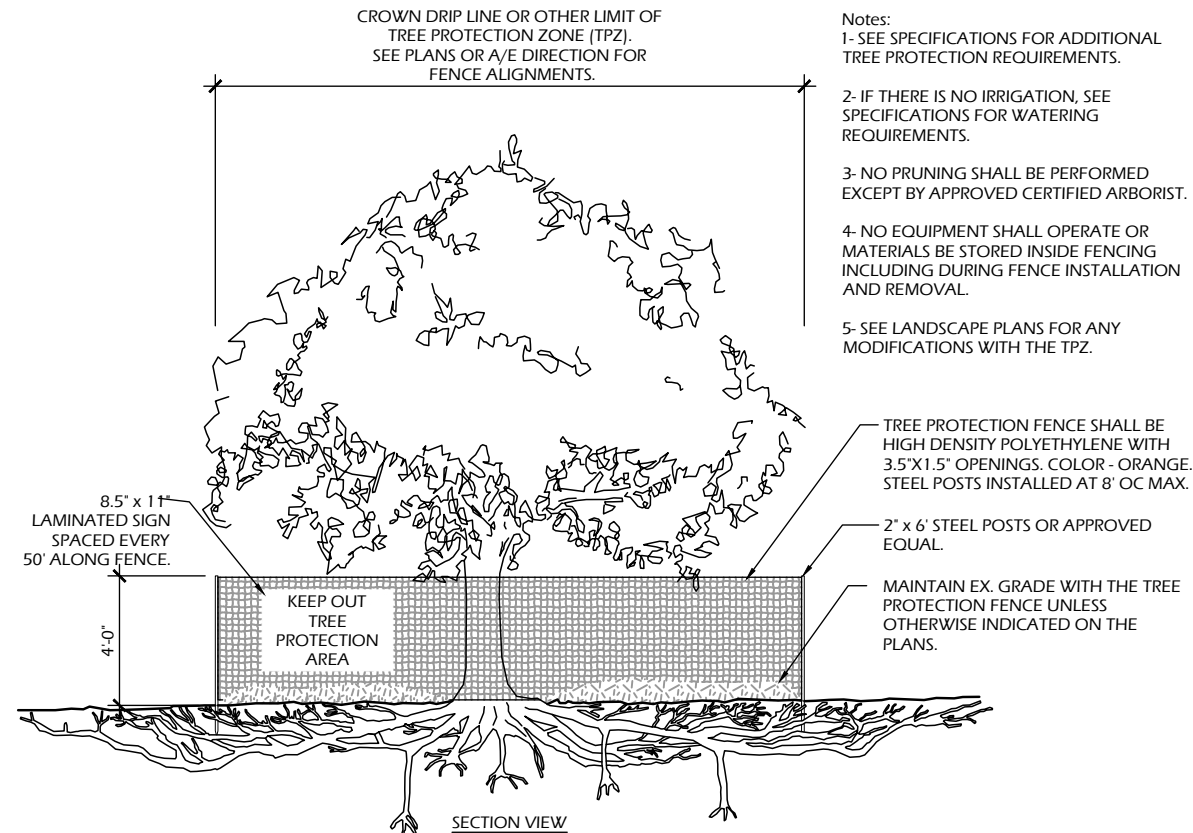 CROWN DRIP LINE OR OTHER LIMIT OF
TREE PROTECTION ZONE (TPZ).
SEE PLANS OR A/E DIRECTION FOR
FENCE ALIGNMENTS.
Notes:
1- SEE SPECIFICATIONS FOR ADDITIONAL
TREE PROTECTION REQUIREMENTS.
2- IF THERE IS NO IRRIGATION, SEE
SPECIFICATIONS FOR WATERING
REQUIREMENTS.
3- NO PRUNING SHALL BE PERFORMED
EXCEPT BY APPROVED CERTIFIED ARBORIST.
4- NO EQUIPMENT SHALL OPERATE OR
MATERIALS BE STORED INSIDE FENCING
INCLUDING DURING FENCE INSTALLATION
AND REMOVAL.
5- SEE LANDSCAPE PLANS FOR ANY
MODIFICATIONS WITH THE TPZ.
TREE PROTECTION FENCE SHALL BE
HIGH DENSITY POLYETHYLENE WITH
3.5"X1.5" OPENINGS. COLOR - ORANGE.
STEEL POSTS INSTALLED AT 8' OC MAX.
2" x 6' STEEL POSTS OR APPROVED
EQUAL.
MAINTAIN EX. GRADE WITH THE TREE
PROTECTION FENCE UNLESS
OTHERWISE INDICATED ON THE
PLANS.
8.5" x 11"
LAMINATED SIGN
SPACED EVERY
50' ALONG FENCE.
4'-0"
KEEP OUT
TREE
PROTECTION
AREA
SECTION VIEW